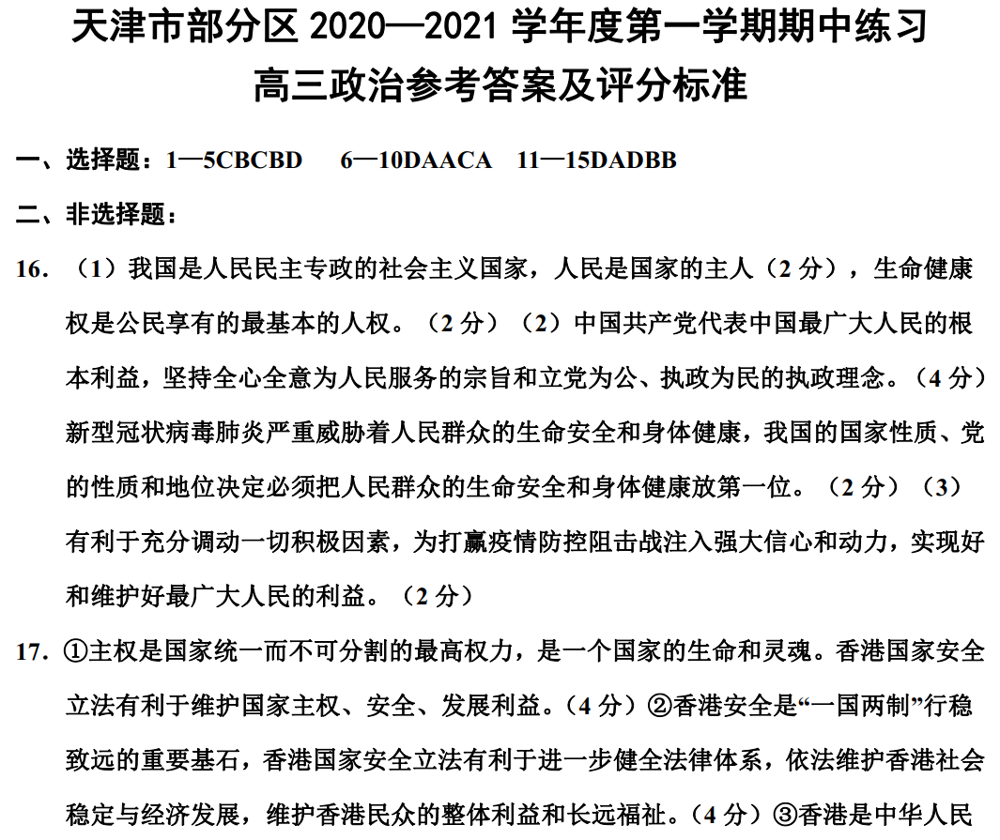 天津市部分区 2020—2021 学年度第一学期期中练习
高三政治参考答案及评分标准
一、选择题：1—5CBCBD 6—10DAACA 11—15DADBB
二、非选择题：
16．（1）我国是人民民主专政的社会主义国家，人民是国家的主人（2 分），生命健康
权是公民享有的最基本的人权。（2 分）（2）中国共产党代表中国最广大人民的根
本利益，坚持全心全意为人民服务的宗旨和立党为公、执政为民的执政理念。（4 分）
新型冠状病毒肺炎严重威胁着人民群众的生命安全和身体健康，我国的国家性质、党
的性质和地位决定必须把人民群众的生命安全和身体健康放第一位。（2 分）（3）
有利于充分调动一切积极因素，为打赢疫情防控阻击战注入强大信心和动力，实现好
和维护好最广大人民的利益。（2 分）
17．①主权是国家统一而不可分割的最高权力，是一个国家的生命和灵魂。香港国家安全
立法有利于维护国家主权、安全、发展利益。（4 分）②香港安全是“一国两制”行稳
致远的重要基石，香港国家安全立法有利于进一步健全法律体系，依法维护香港社会
稳定与经济发展，维护香港民众的整体利益和长远福祉。（4 分）③香港是中华人民